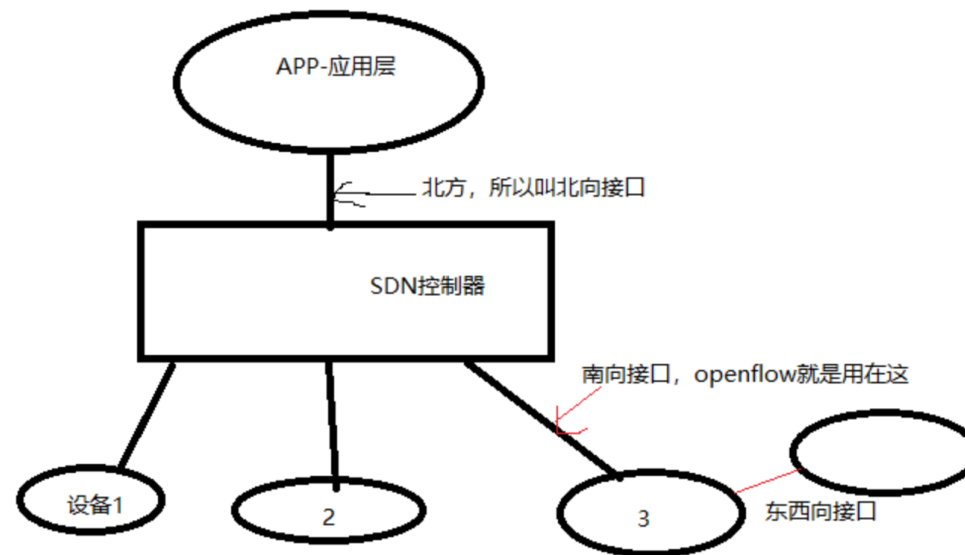 APP-应用层
北方，所以叫北向接口
SDN控制器
南向接口，openflow就是用在这
设备1
2
3
东西向接口